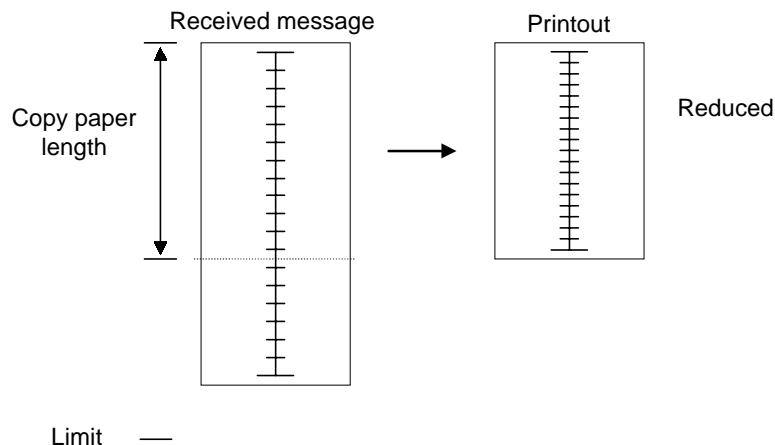 Received message
Printout
Copy paper
length
Reduced
Limit